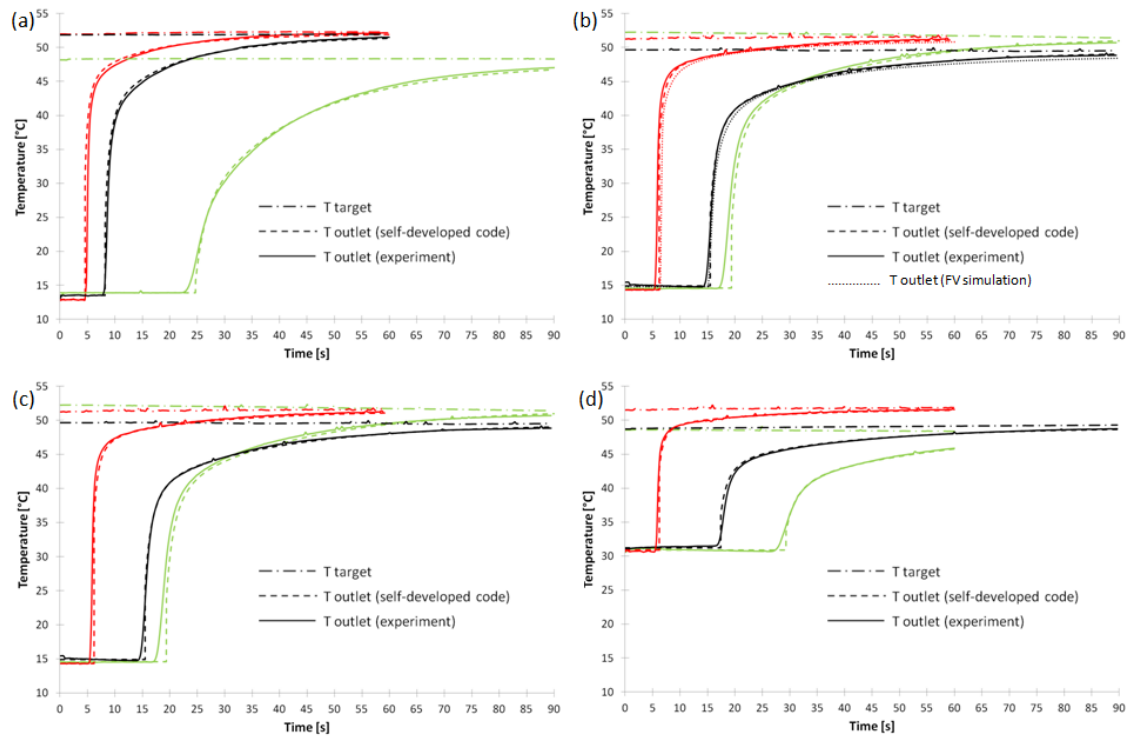 (a)
55
50
45
40
35
30
25
20
15
10
Temperature [°C]
T target
T outlet (self-developed code)
T outlet (experiment)
0 5 10 15 20 25 30 35 40 45 50 55 60 65 70 75 80 85 90
Time [s]
(b)
55
50
45
40
35
30
25
20
15
10
Temperature [°C]
T target
T outlet (self-developed code)
T outlet (experiment)
T outlet (FV simulation)
0 5 10 15 20 25 30 35 40 45 50 55 60 65 70 75 80 85 90
Time [s]
(c)
55
50
45
40
35
30
25
20
15
10
Temperature [°C]
T target
T outlet (self-developed code)
T outlet (experiment)
0 5 10 15 20 25 30 35 40 45 50 55 60 65 70 75 80 85 90
Time [s]
(d)
55
50
45
40
35
30
25
20
15
10
Temperature [°C]
T target
T outlet (self-developed code)
T outlet (experiment)
0 5 10 15 20 25 30 35 40 45 50 55 60 65 70 75 80 85 90
Time [s]